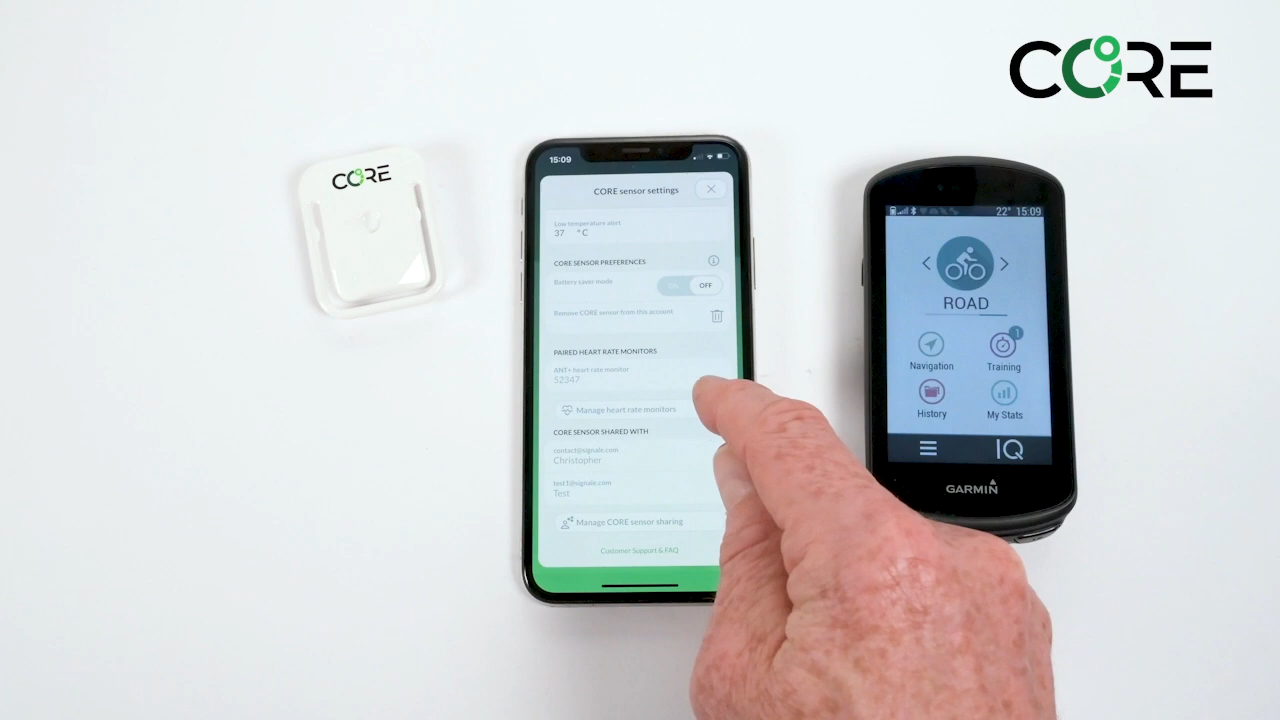 CORE
CORE
15:09
CORE sensor settings
Low temperature alert
37 °C
CORE SENSOR PREFERENCES
Battery saver mode
OFF
Remove CORE sensor from this account
PAIRED HEART RATE MONITORS
ANT+ heart rate monitor
52347
Manage heart rate monitors
CORE SENSOR SHARED WITH
contact@signale.com
Christopher
test1@signale.com
Test
Manage CORE sensor sharing
Customer Support & FAQ
22° 15:09
ROAD
1
Navigation
Training
History
My Stats
IQ
GARMIN